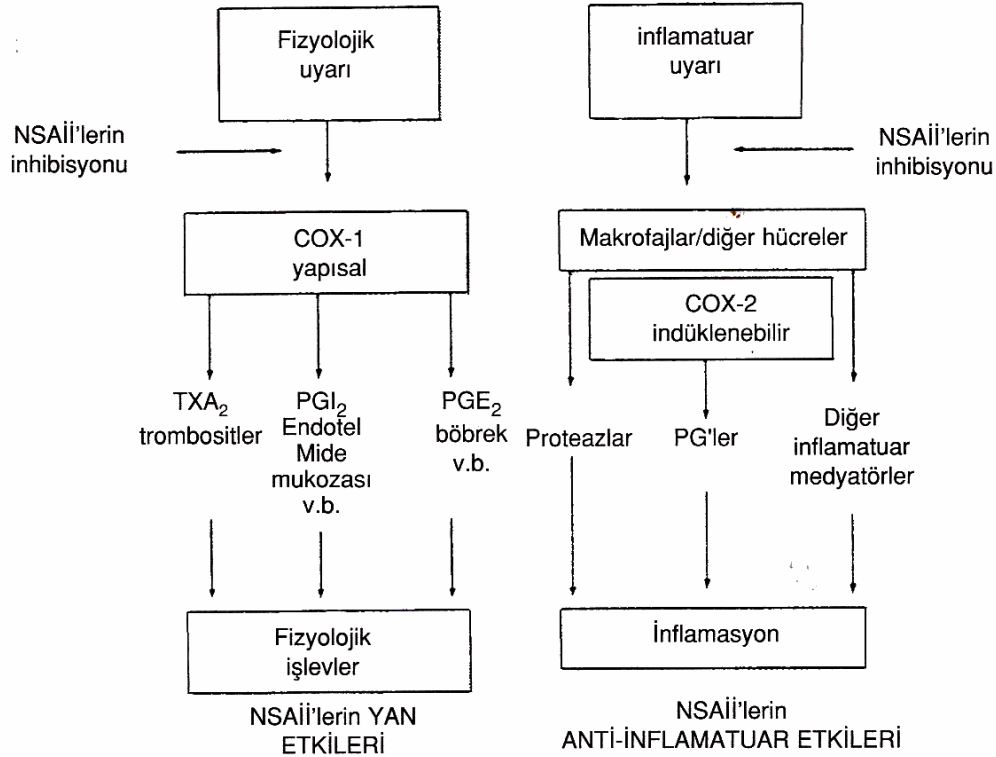 Fizyolojik
uyarı
inflamatuar
uyarı
NSAİİ'lerin
inhibisyonu
NSAİİ'lerin
inhibisyonu
COX-1
yapısal
Makrofajlar/diğer hücreler
COX-2
indüklenebilir
TXA₂
trombositler
PGI₂
Endotel
Mide
mukozası
v.b.
PGE₂
böbrek
v.b.
Proteazlar
PG'ler
Diğer
inflamatuar
medyatörler
Fizyolojik
işlevler
İnflamasyon
NSAİİ'lerin YAN
ETKİLERİ
NSAİİ'lerin
ANTİ-İNFLAMATUAR ETKİLERİ